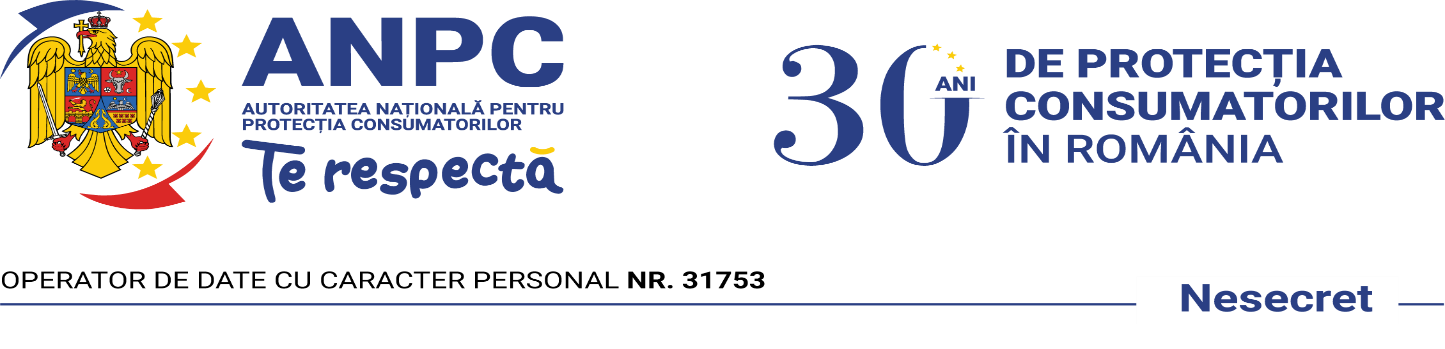 ANPC
AUTORITATEA NAȚIONALĂ PENTRU
PROTECȚIA CONSUMATORILOR
Te respectă
30 ANI
DE PROTECȚIA
CONSUMATORILOR
ÎN ROMÂNIA
OPERATOR DE DATE CU CARACTER PERSONAL NR. 31753
Nesecret